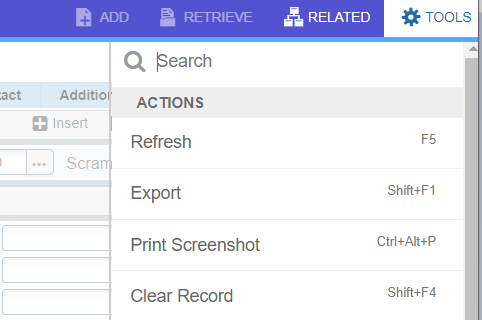 ADD RETRIEVE RELATED TOOLS
Search
ACTIONS
Refresh F5
Export Shift+F1
Print Screenshot Ctrl+Alt+P
Clear Record Shift+F4
Insert